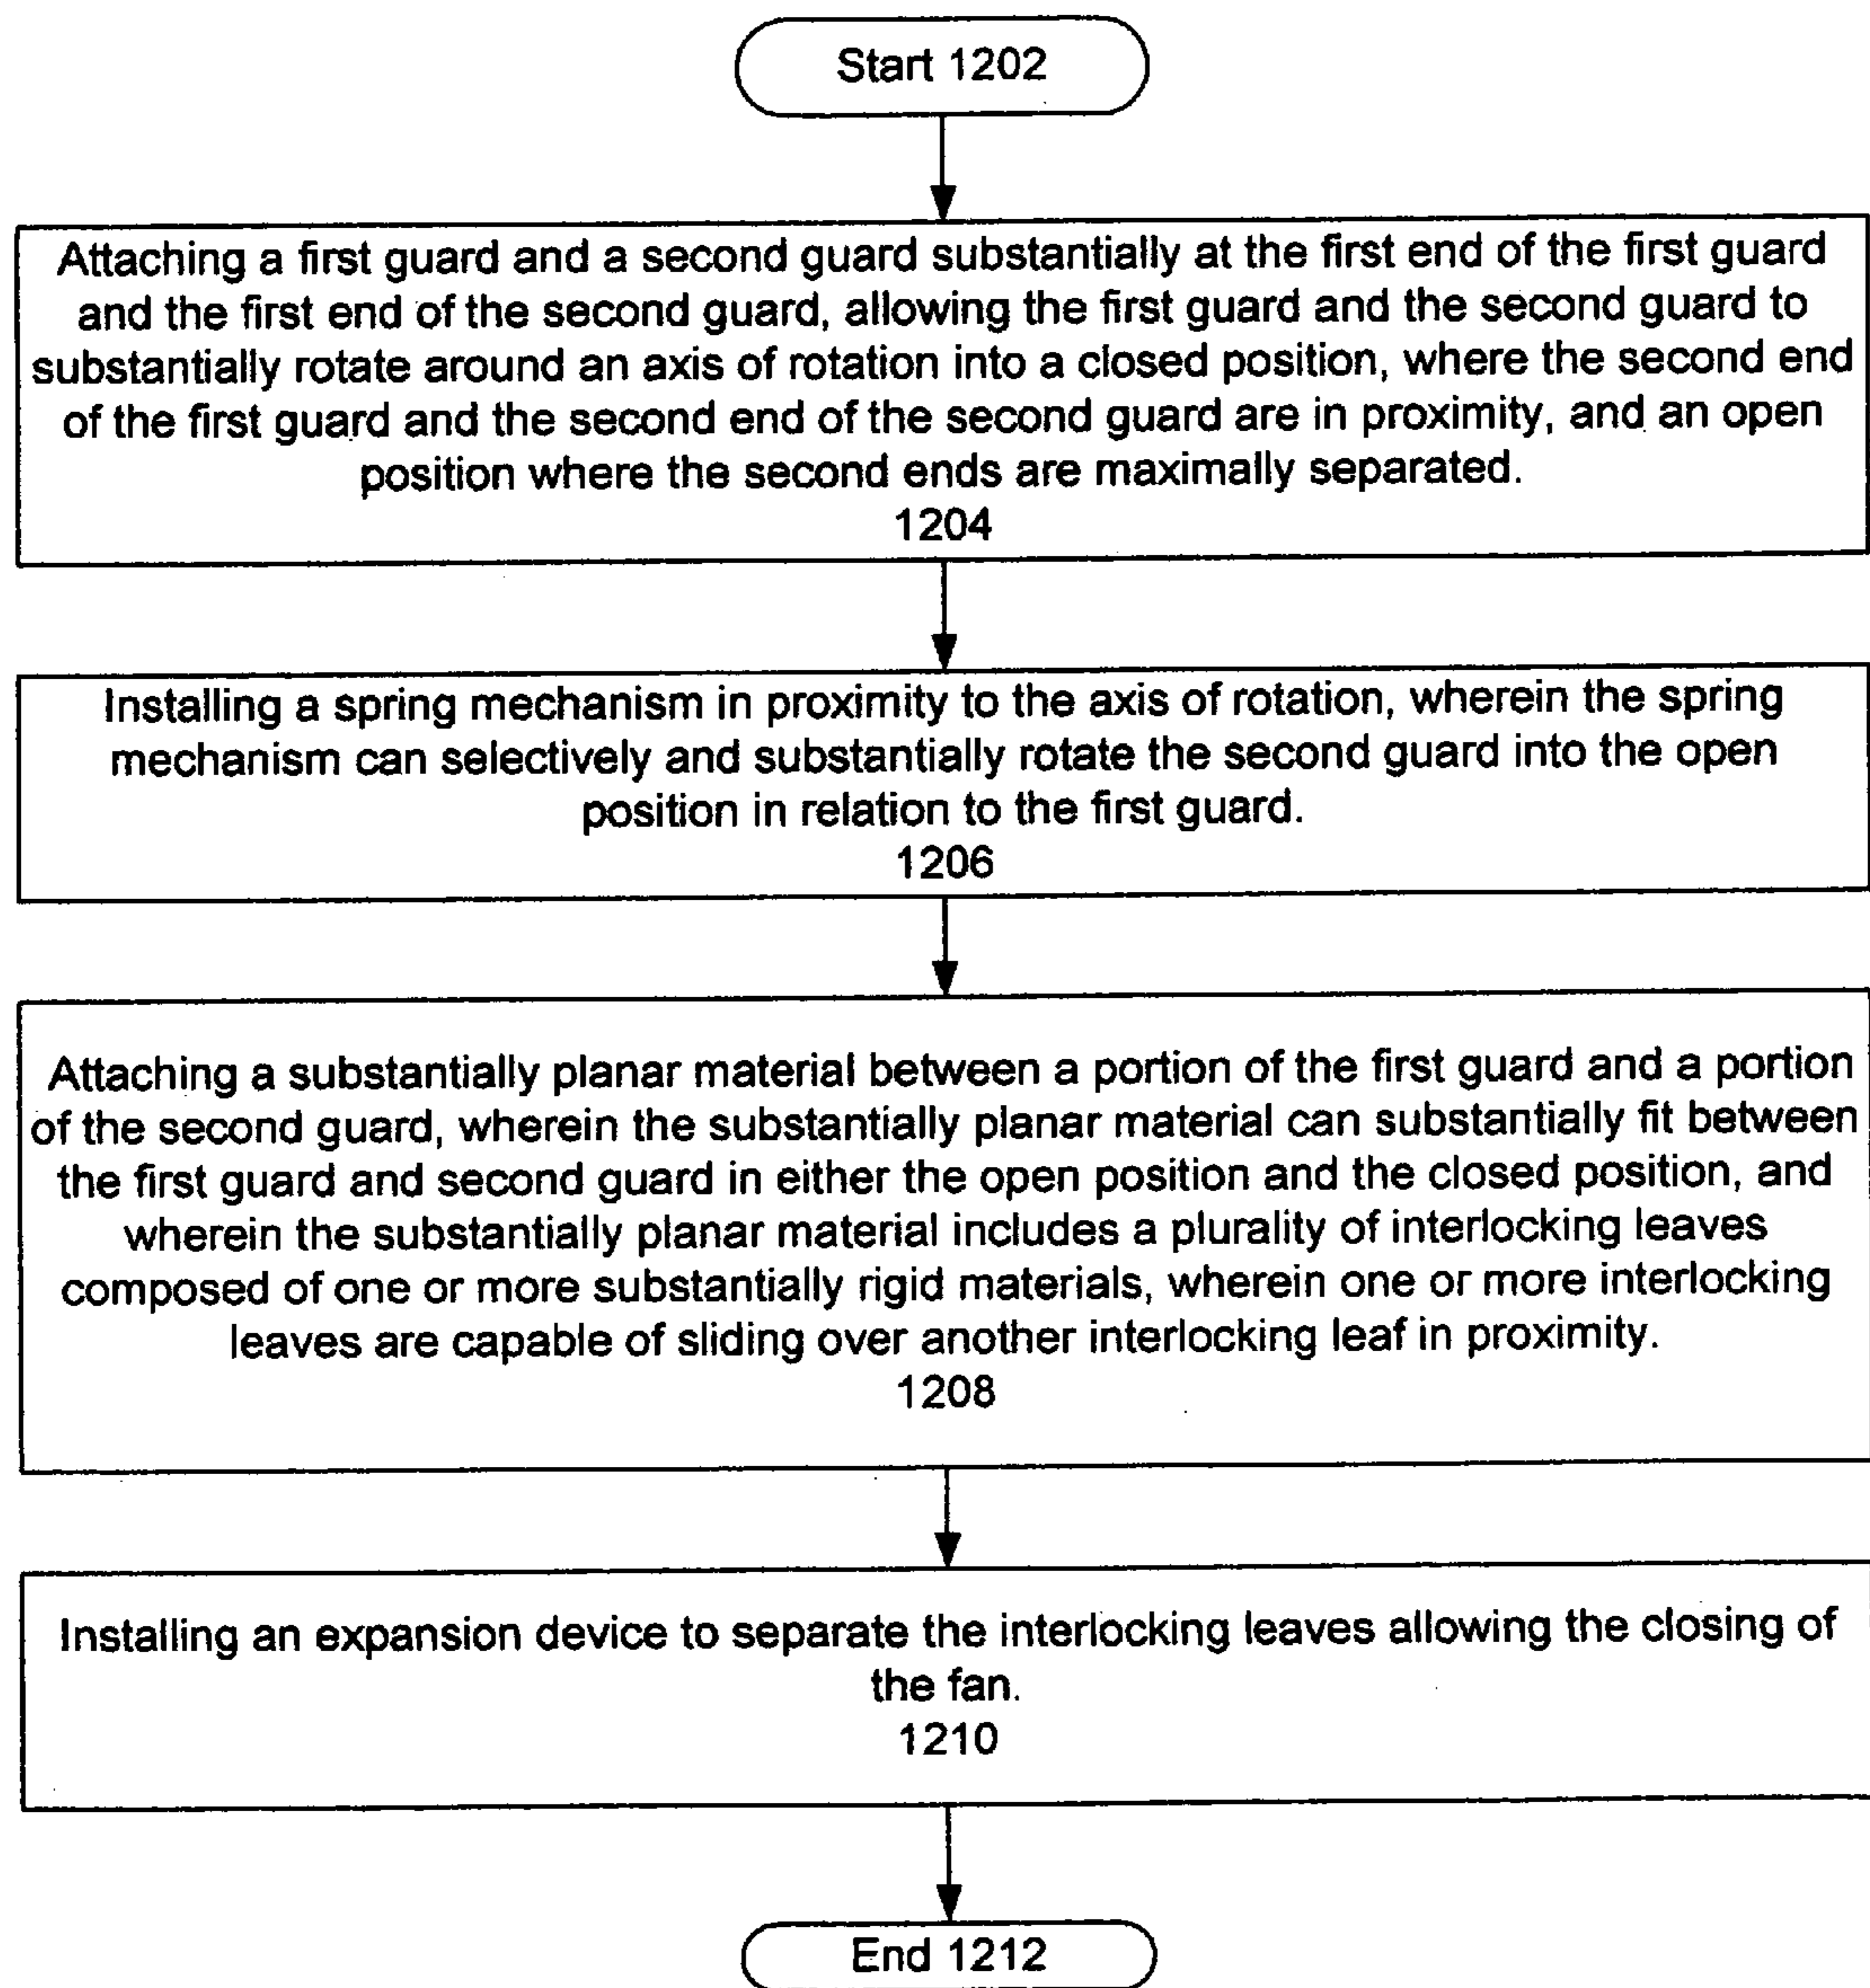 Start 1202
Attaching a first guard and a second guard substantially at the first end of the first guard
and the first end of the second guard, allowing the first guard and the second guard to
substantially rotate around an axis of rotation into a closed position, where the second end
of the first guard and the second end of the second guard are in proximity, and an open
position where the second ends are maximally separated.
1204
Installing a spring mechanism in proximity to the axis of rotation, wherein the spring
mechanism can selectively and substantially rotate the second guard into the open
position in relation to the first guard.
1206
Attaching a substantially planar material between a portion of the first guard and a portion
of the second guard, wherein the substantially planar material can substantially fit between
the first guard and second guard in either the open position and the closed position, and
wherein the substantially planar material includes a plurality of interlocking leaves
composed of one or more substantially rigid materials, wherein one or more interlocking
leaves are capable of sliding over another interlocking leaf in proximity.
1208
Installing an expansion device to separate the interlocking leaves allowing the closing of
the fan.
1210
End 1212